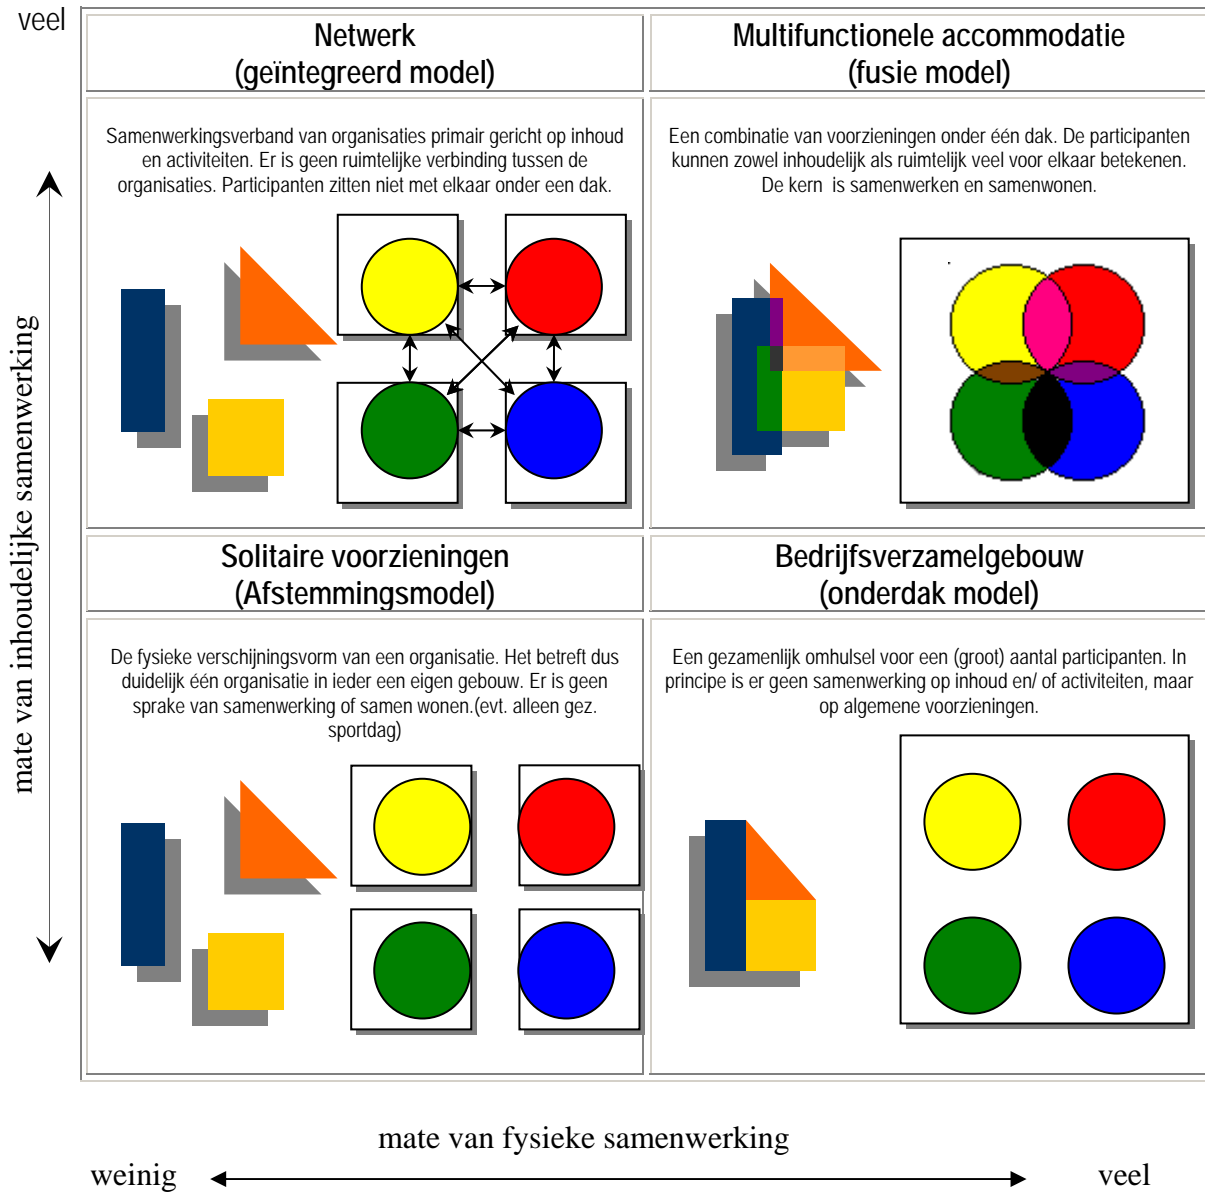 veel
Netwerk
(geïntegreerd model)
Multifunctionele accommodatie
(fusie model)
Samenwerkingsverband van organisaties primair gericht op inhoud
en activiteiten. Er is geen ruimtelijke verbinding tussen de
organisaties. Participanten zitten niet met elkaar onder een dak.
Een combinatie van voorzieningen onder één dak. De participanten
kunnen zowel inhoudelijk als ruimtelijk veel voor elkaar betekenen.
De kern is samenwerken en samenwonen.
mate van inhoudelijke samenwerking
Solitaire voorzieningen
(Afstemmingsmodel)
Bedrijfsverzamelgebouw
(onderdak model)
De fysieke verschijningsvorm van een organisatie. Het betreft dus
duidelijk één organisatie in ieder een eigen gebouw. Er is geen
sprake van samenwerking of samen wonen.(evt. alleen gez.
sportdag)
Een gezamenlijk omhulsel voor een (groot) aantal participanten. In
principe is er geen samenwerking op inhoud en/ of activiteiten, maar
op algemene voorzieningen.
mate van fysieke samenwerking
weinig
veel